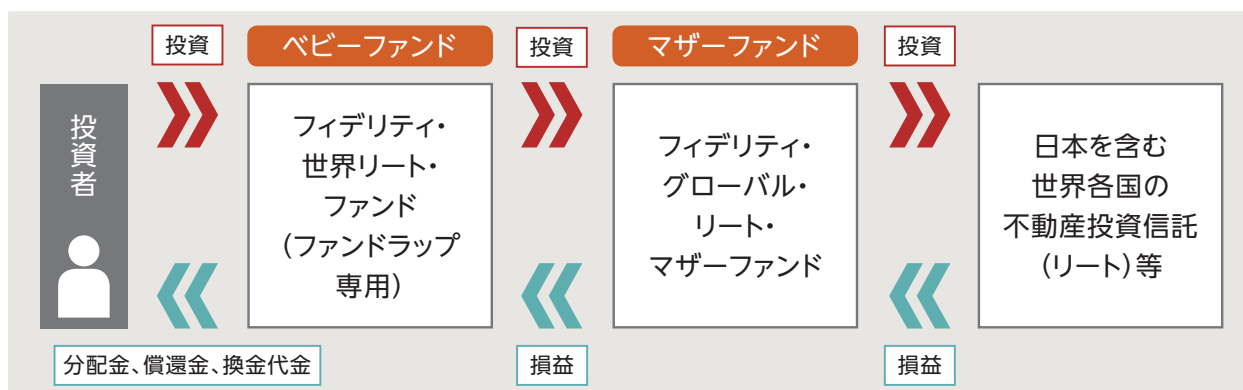 投資
ベビーファンド
投資
マザーファンド
投資
投資者
フィデリティ・
世界リート・
ファンド
(ファンドラップ
専用)
フィデリティ・
グローバル・
リート・
マザーファンド
日本を含む
世界各国の
不動産投資信託
(リート)等
分配金、償還金、換金代金
損益
損益